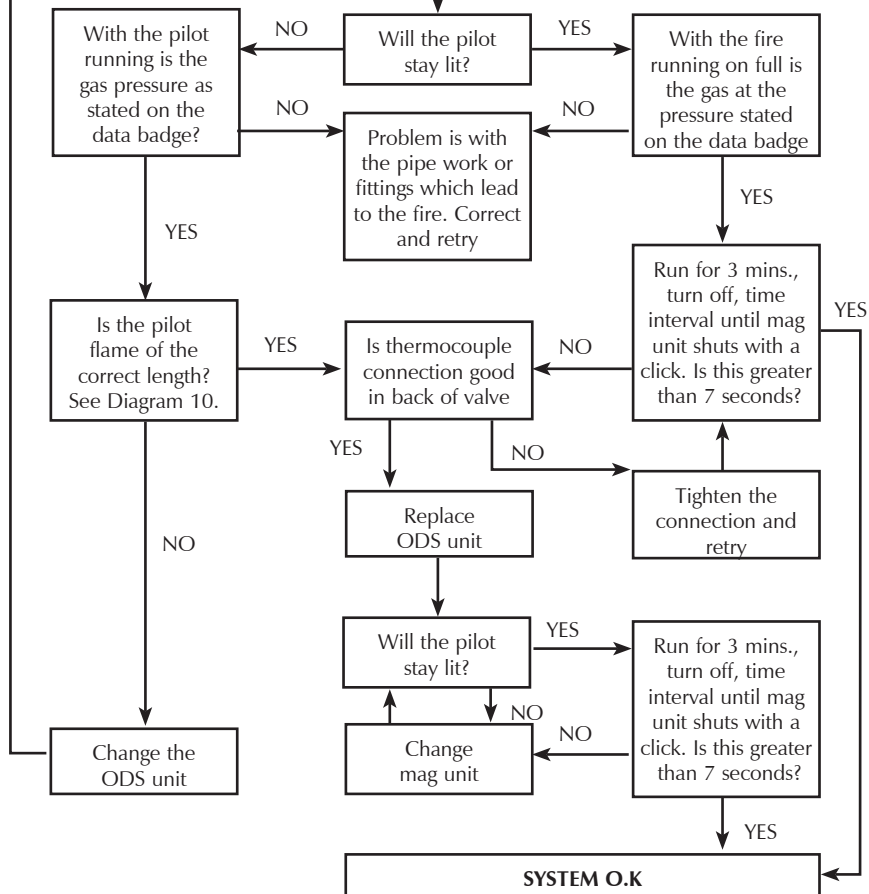 With the pilot
running is the
gas pressure as
stated on the
data badge?
NO
Will the pilot
stay lit?
YES
With the fire
running on full is
the gas at the
pressure stated
on the data badge
NO
Problem is with
the pipe work or
fittings which lead
to the fire. Correct
and retry
NO
YES
YES
Is the pilot
flame of the
correct length?
See Diagram 10.
YES
Is thermocouple
connection good
in back of valve
NO
Run for 3 mins.,
turn off, time
interval until mag
unit shuts with a
click. Is this greater
than 7 seconds?
YES
YES
NO
Replace
ODS unit
Tighten the
connection and
retry
NO
Will the pilot
stay lit?
YES
Run for 3 mins.,
turn off, time
interval until mag
unit shuts with a
click. Is this greater
than 7 seconds?
NO
Change the
ODS unit
Change
mag unit
NO
YES
SYSTEM O.K